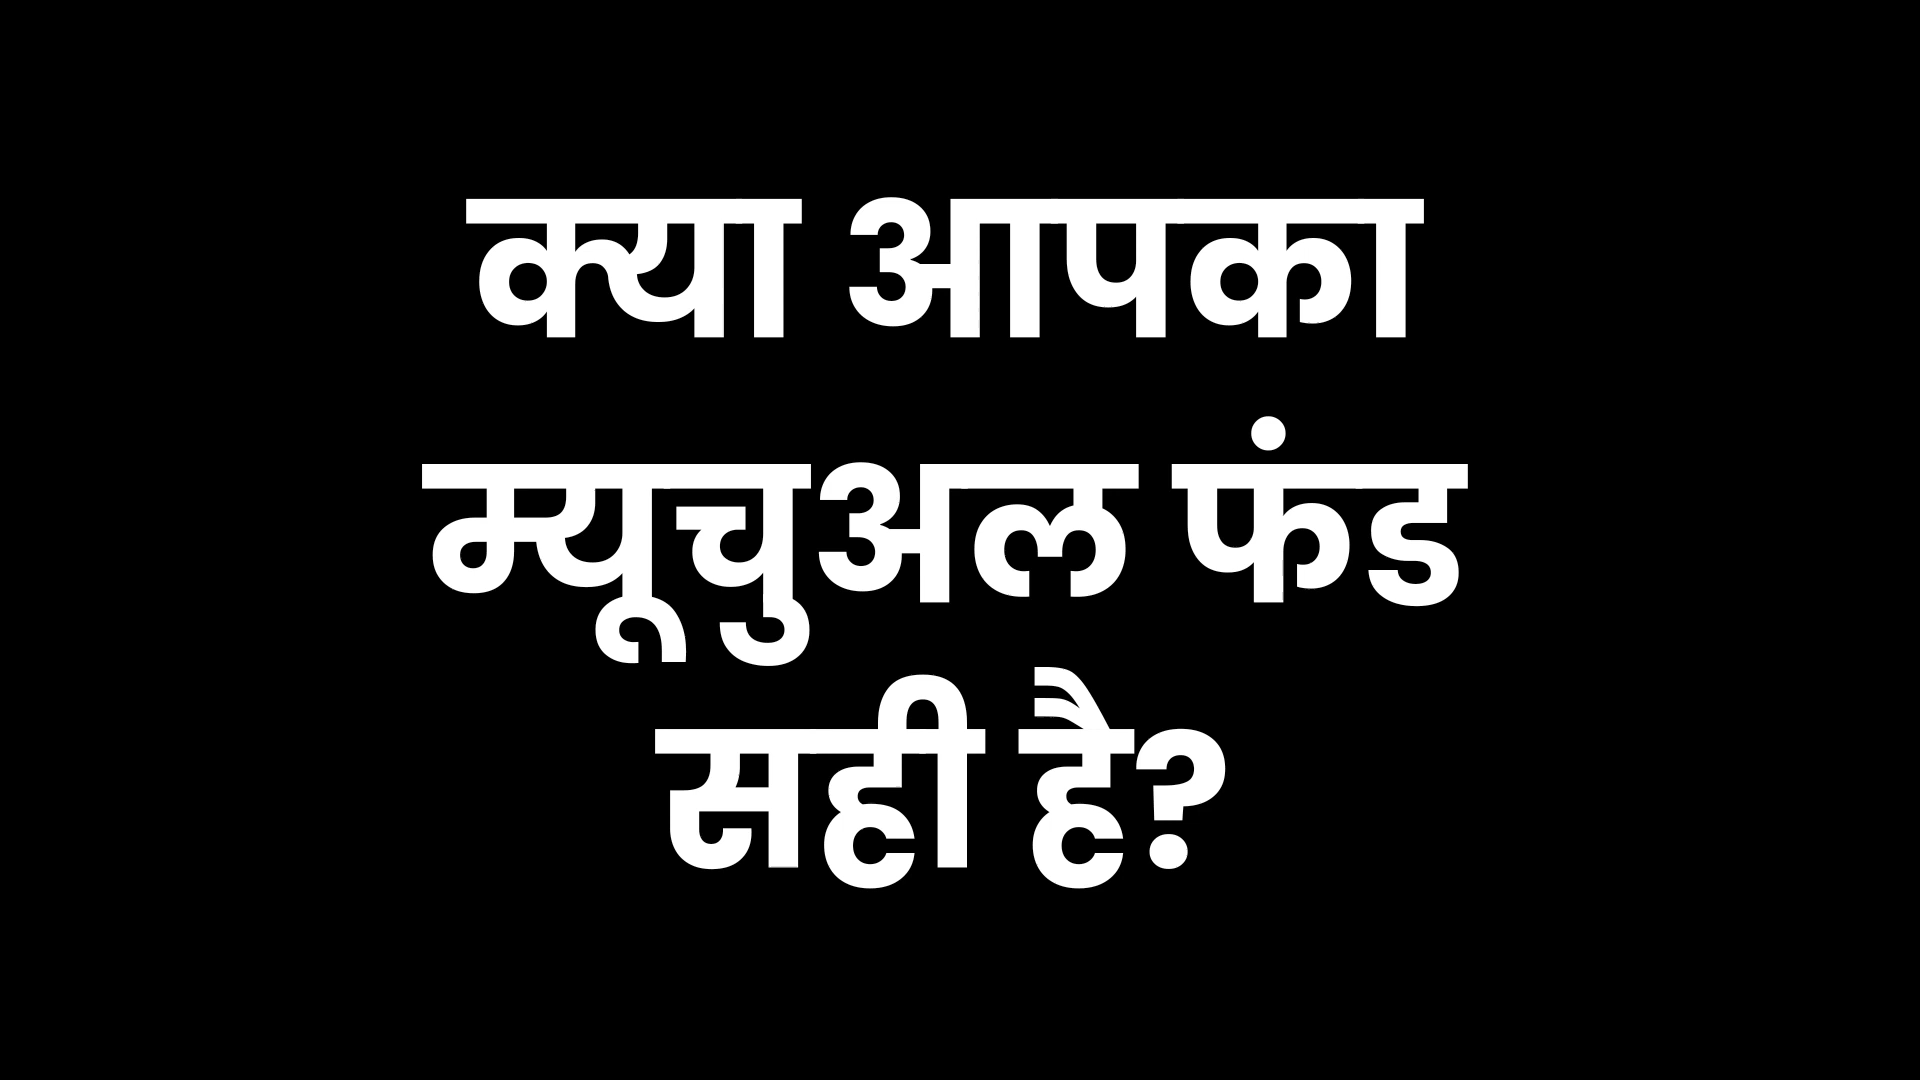 क्या आपका
म्यूचुअल फंड
सही है?